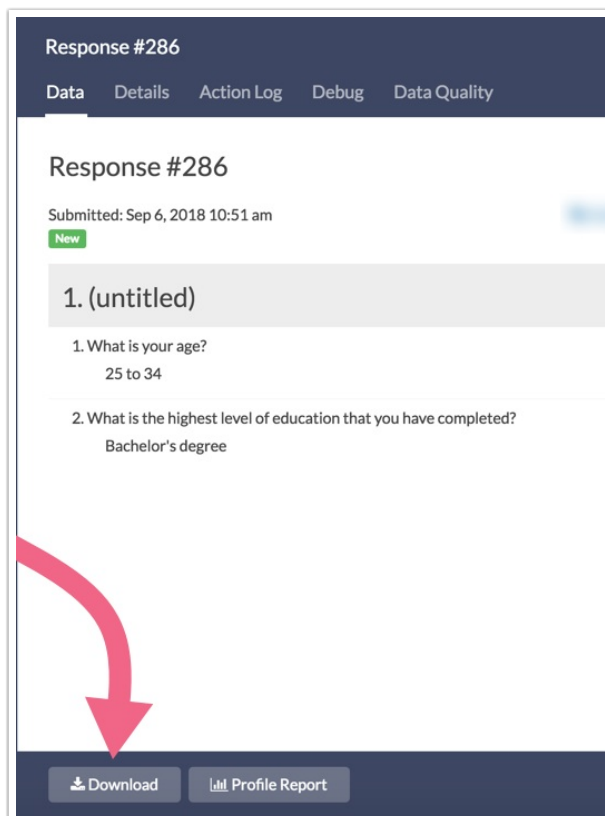 Response #286
Data Details Action Log Debug Data Quality
Response #286
Submitted: Sep 6, 2018 10:51 am
New
1. (untitled)
1. What is your age?
25 to 34
2. What is the highest level of education that you have completed?
Bachelor's degree
Download Profile Report